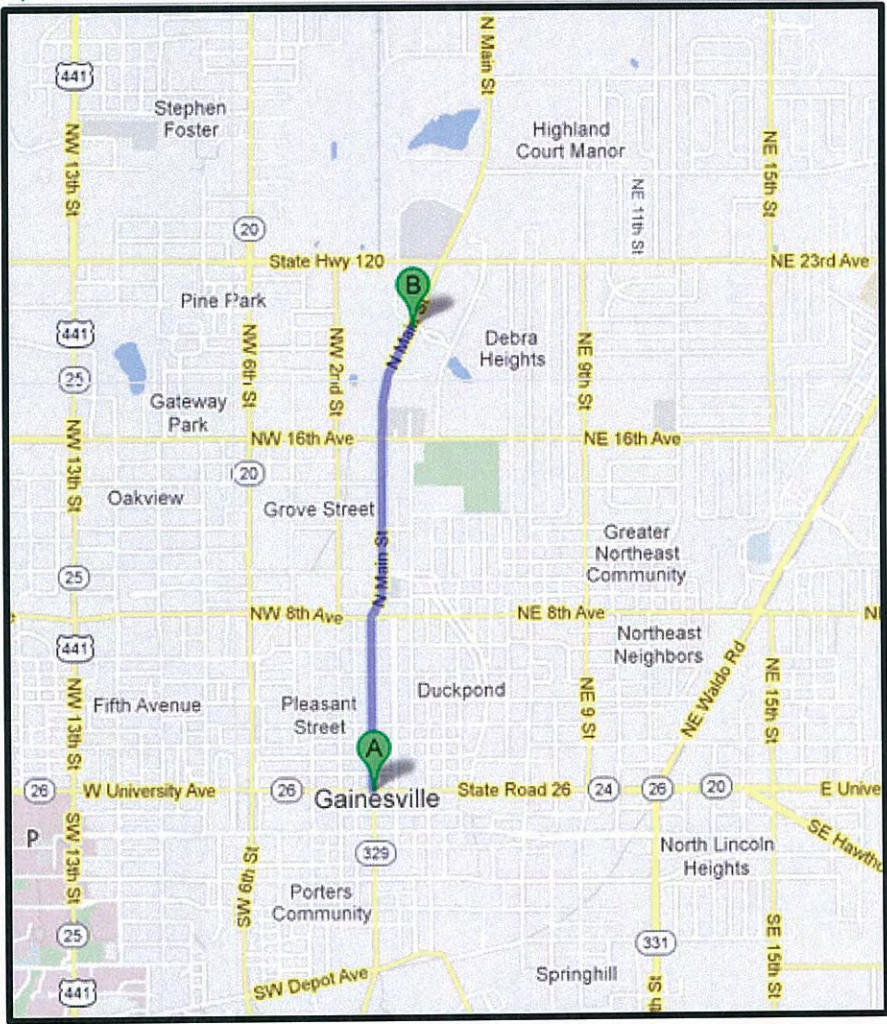 N Main St
441
Stephen
Foster
Highland
Court Manor
NW 13th St
NE 15th St
NE 11th St
20
State Hwy 120
NE 23rd Ave
B
Pine Park
N Main St
441
25
NW 6th St
NW 2nd St
Debra
Heights
NE 9th St
Gateway
Park
NW 16th Ave
NE 16th Ave
NW 13th St
20
Oakview
Grove Street
Greater
Northeast
Community
N Main St
25
NW 8th Ave
NE 8th Ave
441
Northeast
Neighbors
NE Waldo Rd
Fifth Avenue
Pleasant
Street
Duckpond
NE 9 St
NE 15th St
NW 13th St
A
26
W University Ave
26
Gainesville
State Road 26
24
26
20
E Unive
P
SW 13th St
SW 6th St
329
North Lincoln
Heights
SE Hawtho
Porters
Community
25
331
SE 15th St
441
SW Depot Ave
Springhill
th St